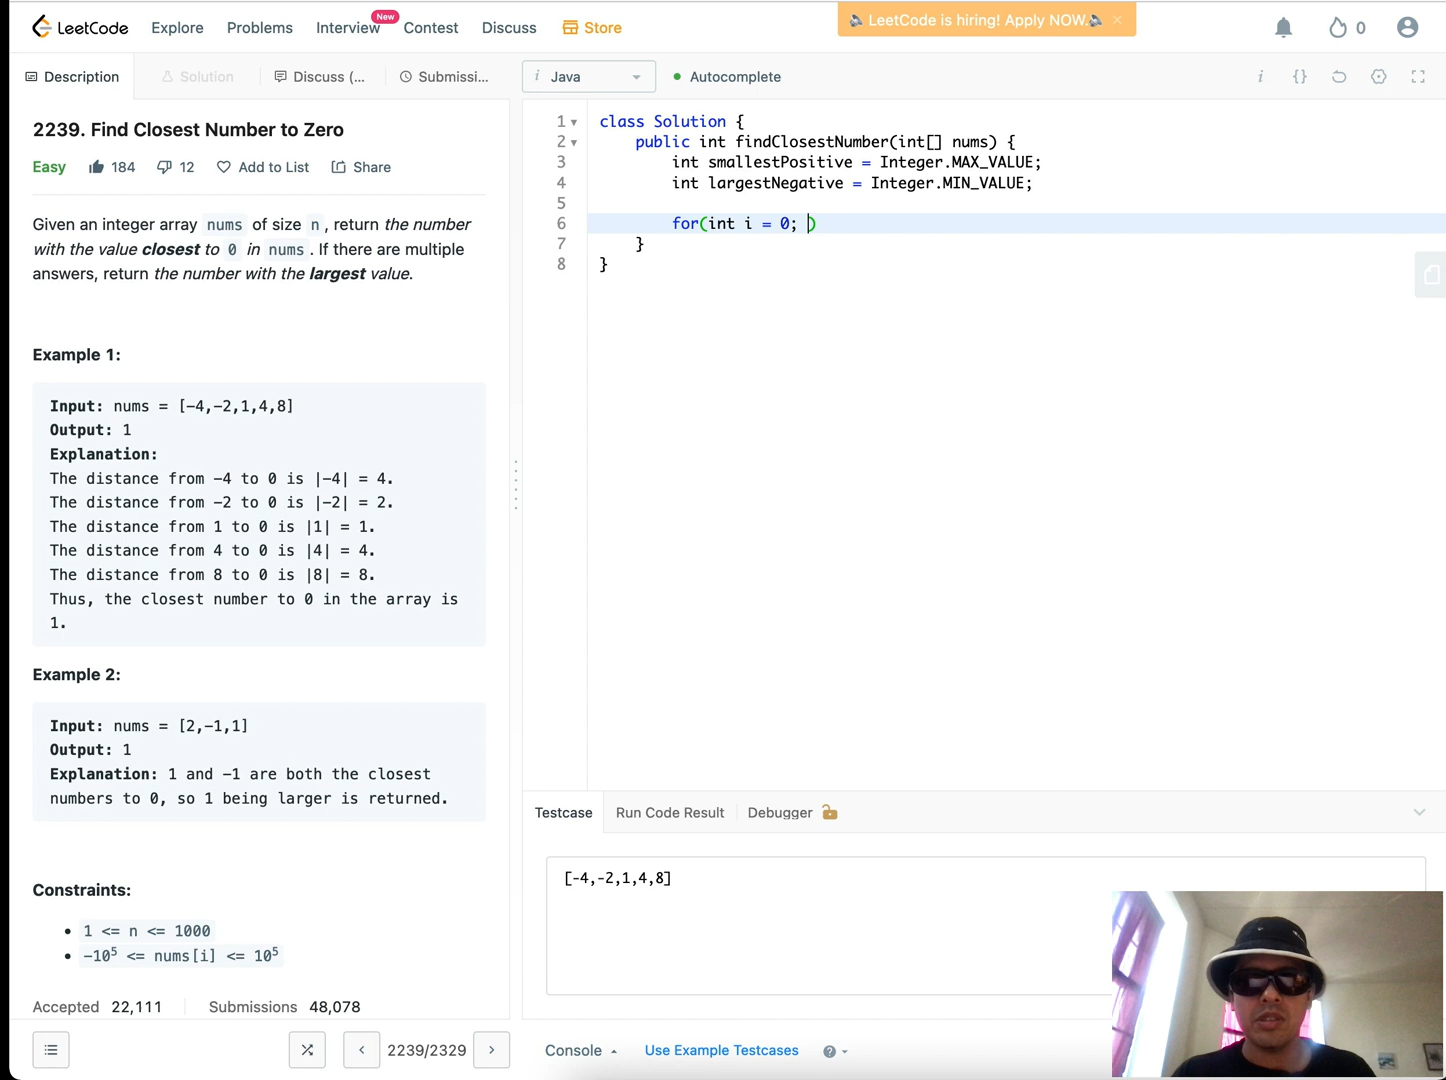 LeetCode Explore Problems Interview New Contest Discuss Store LeetCode is hiring! Apply NOW. × 0
Description Solution Discuss (... Submissi... i Java Autocomplete i {}
2239. Find Closest Number to Zero
Easy 184 12 Add to List Share
Given an integer array nums of size n, return the number
with the value closest to 0 in nums. If there are multiple
answers, return the number with the largest value.
Example 1:
Input: nums = [-4,-2,1,4,8]
Output: 1
Explanation:
The distance from -4 to 0 is |-4| = 4.
The distance from -2 to 0 is |-2| = 2.
The distance from 1 to 0 is |1| = 1.
The distance from 4 to 0 is |4| = 4.
The distance from 8 to 0 is |8| = 8.
Thus, the closest number to 0 in the array is
1.
Example 2:
Input: nums = [2,-1,1]
Output: 1
Explanation: 1 and -1 are both the closest
numbers to 0, so 1 being larger is returned.
Constraints:
• 1 <= n <= 1000
• -10⁵ <= nums[i] <= 10⁵
Accepted 22,111 Submissions 48,078
< 2239/2329 >
1 class Solution {
2 public int findClosestNumber(int[] nums) {
3 int smallestPositive = Integer.MAX_VALUE;
4 int largestNegative = Integer.MIN_VALUE;
5
6 for(int i = 0; )
7 }
8 }
Testcase Run Code Result Debugger
[-4,-2,1,4,8]
Console Use Example Testcases ?